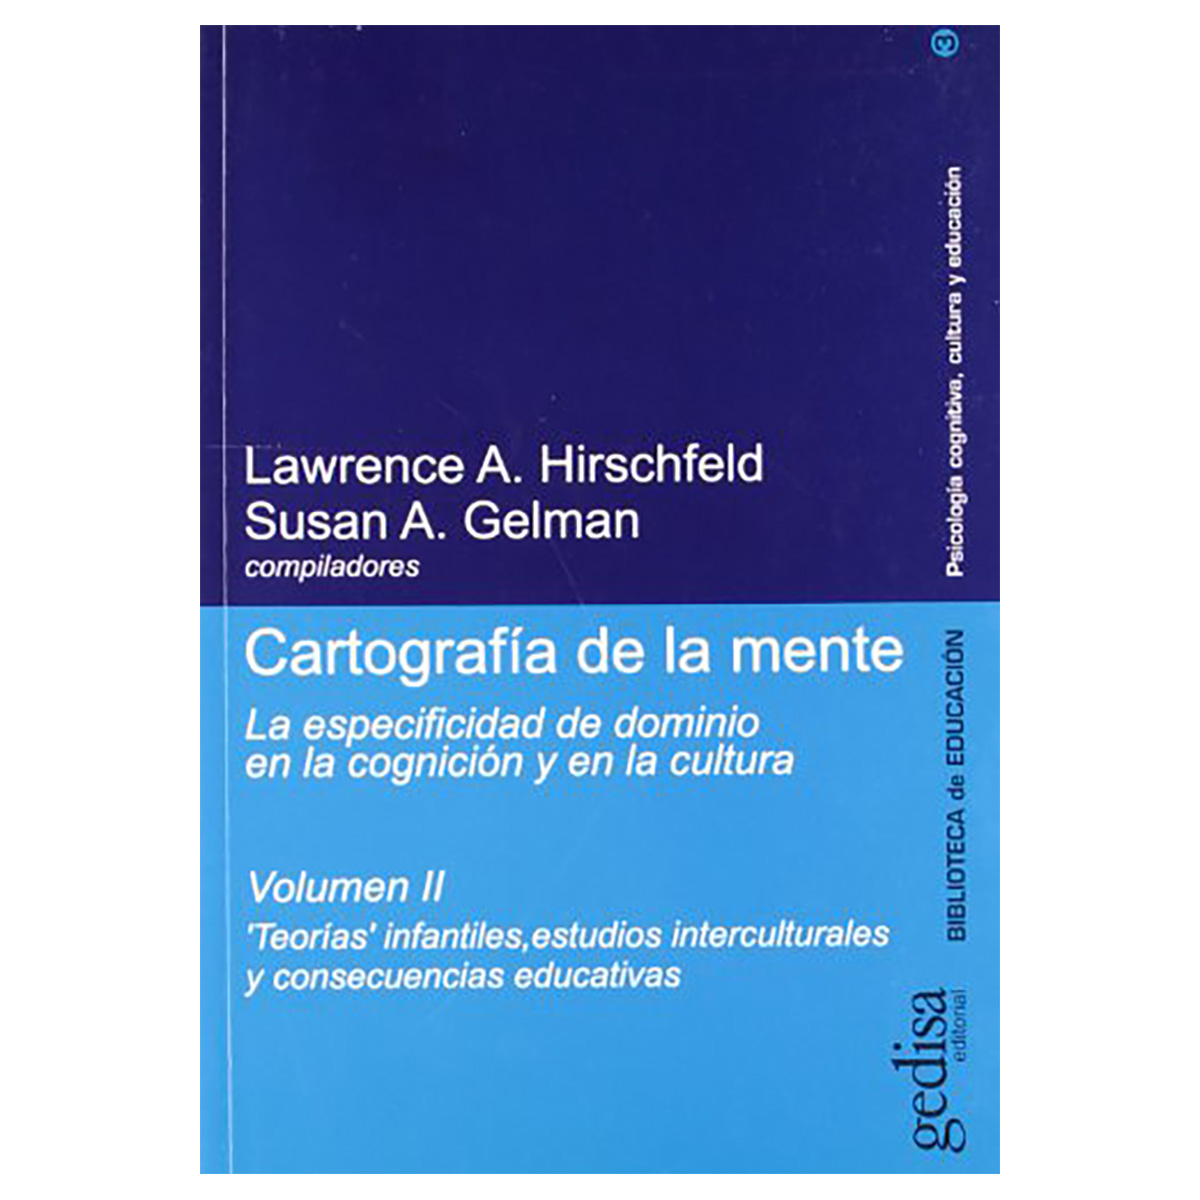 3
Psicología cognitiva, cultura y educación
Lawrence A. Hirschfeld
Susan A. Gelman
compiladores
Cartografía de la mente
La especificidad de dominio
en la cognición y en la cultura
Volumen II
'Teorías' infantiles,estudios interculturales
y consecuencias educativas
BIBLIOTECA de EDUCACIÓN
gedisa
editorial